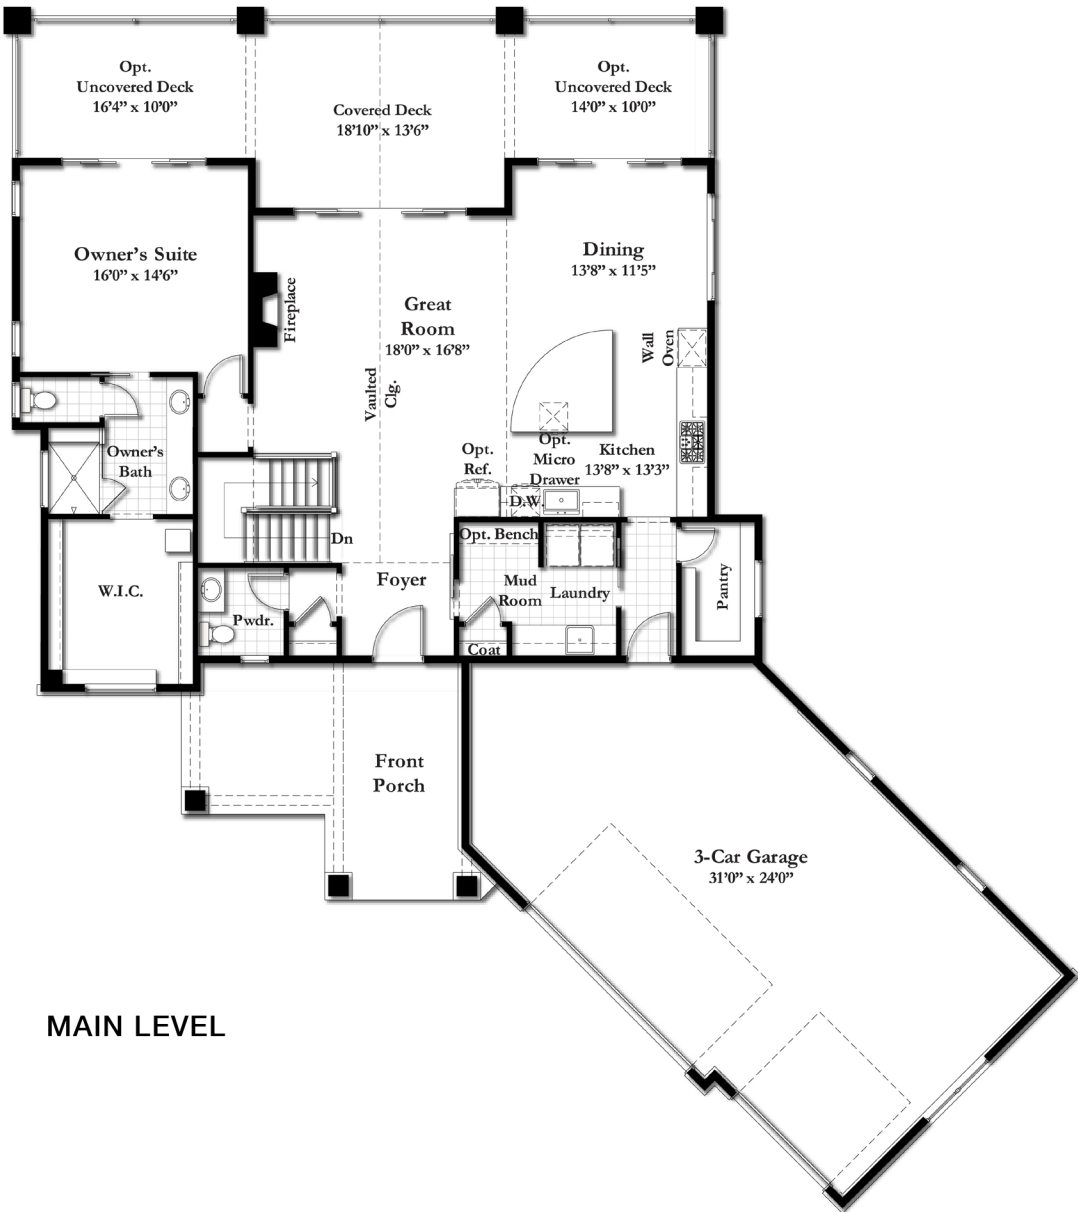 Opt.
Uncovered Deck
16'4" x 10'0"
Covered Deck
18'10" x 13'6"
Opt.
Uncovered Deck
14'0" x 10'0"
Owner's Suite
16'0" x 14'6"
Fireplace
Great
Room
18'0" x 16'8"
Vaulted
Clg.
Dining
13'8" x 11'5"
Wall
Oven
Opt.
Micro
Drawer
Kitchen
13'8" x 13'3"
Opt.
Ref.
D.W.
Owner's
Bath
Dn
W.I.C.
Pwdr.
Foyer
Opt. Bench
Mud
Room
Laundry
Coat
Pantry
Front
Porch
3-Car Garage
31'0" x 24'0"
MAIN LEVEL